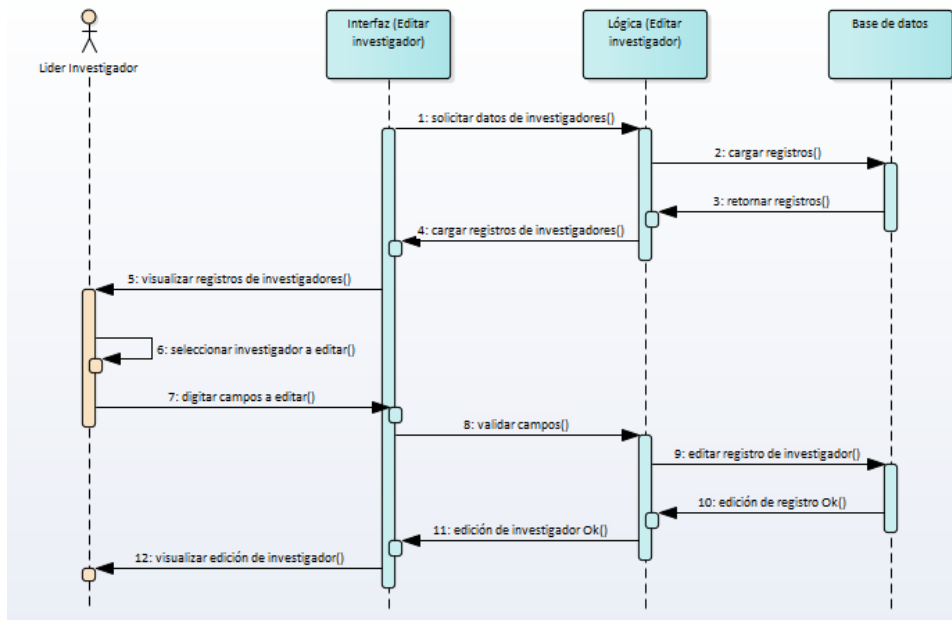 Interfaz (Editar
investigador)
Lógica (Editar
investigador)
Base de datos
Lider Investigador
1: solicitar datos de investigadores()
2: cargar registros()
3: retornar registros()
4: cargar registros de investigadores()
5: visualizar registros de investigadores()
6: seleccionar investigador a editar()
7: digitar campos a editar()
8: validar campos()
9: editar registro de investigador()
10: edición de registro Ok()
11: edición de investigador Ok()
12: visualizar edición de investigador()